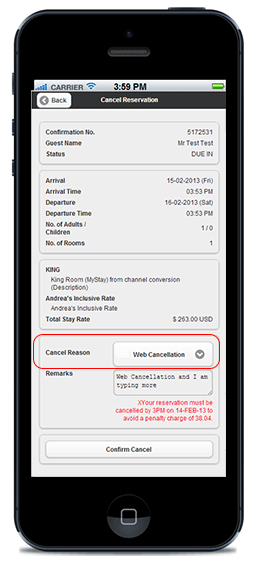 CARRIER 3:59 PM
Back Cancel Reservation
Confirmation No. 5172531
Guest Name Mr Test Test
Status DUE IN
Arrival 15-02-2013 (Fri)
Arrival Time 03:53 PM
Departure 16-02-2013 (Sat)
Departure Time 03:53 PM
No. of Adults / 1 / 0
Children
No. of Rooms 1
KING
King Room (MyStay) from channel conversion
(Description)
Andrea's Inclusive Rate
Andrea's Inclusive Rate
Total Stay Rate $ 263.00 USD
Cancel Reason Web Cancellation
Remarks Web Cancellation and I am
typing more
XYour reservation must be
cancelled by 3PM on 14-FEB-13 to
avoid a penalty charge of 38.04.
Confirm Cancel